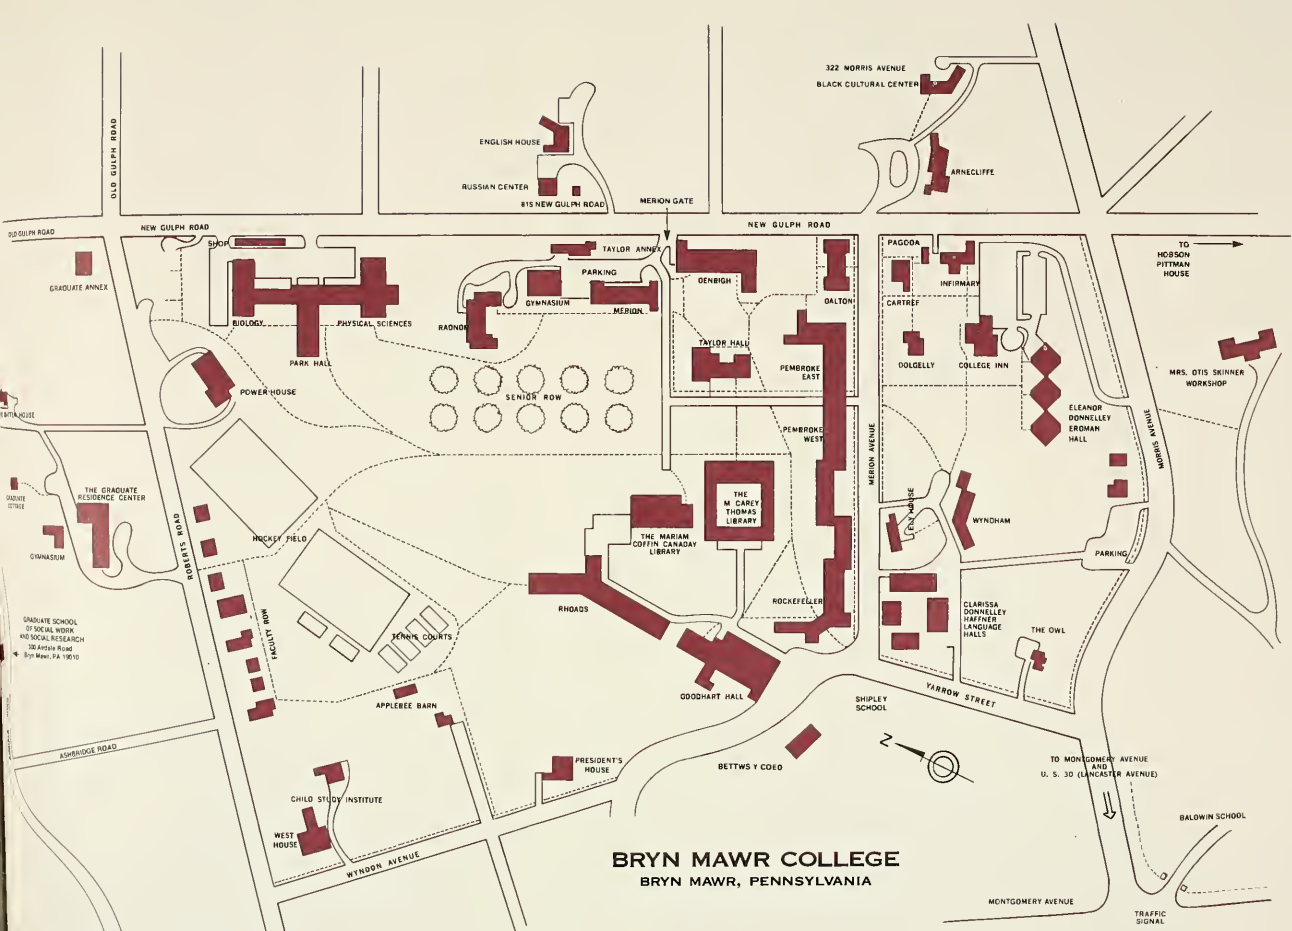 322 MORRIS AVENUE
BLACK CULTURAL CENTER
OLD GULPH ROAD
ENGLISH HOUSE
ARNECLIFFE
RUSSIAN CENTER
815 NEW GULPH ROAD
MERION GATE
OLD GULPH ROAD
NEW GULPH ROAD
NEW GULPH ROAD
SHOP
TAYLOR ANNEX
PAGODA
TO
HOBSON
PITTMAN
HOUSE
GRADUATE ANNEX
PARKING
DENBIGH
INFIRMARY
GYMNASIUM
MERION
DALTON
CARTREF
BIOLOGY
PHYSICAL SCIENCES
RADNOR
PARK HALL
TAYLOR HALL
DOLGELLY
COLLEGE INN
PEMBROKE
EAST
MRS. OTIS SKINNER
WORKSHOP
POWER HOUSE
SENIOR ROW
ELEANOR
DONNELLEY
ERDMAN
HALL
HOUSE
PEMBROKE
WEST
MERION AVENUE
MORRIS AVENUE
THE GRADUATE
RESIDENCE CENTER
GRADUATE
COTTAGE
THE
M. CAREY
THOMAS
LIBRARY
ELY HOUSE
WYNDHAM
ROBERTS ROAD
HOCKEY FIELD
THE MARIAM
COFFIN CANADAY
LIBRARY
GYMNASIUM
PARKING
RHOADS
ROCKEFELLER
CLARISSA
DONNELLEY
HAFFNER
LANGUAGE
HALLS
THE OWL
GRADUATE SCHOOL
OF SOCIAL WORK
AND SOCIAL RESEARCH
300 Airdale Road
Bryn Mawr, PA 19010
FACULTY ROW
TENNIS COURTS
GOODHART HALL
YARROW STREET
APPLEBEE BARN
SHIPLEY
SCHOOL
ASHBRIDGE ROAD
N
PRESIDENT'S
HOUSE
BETTWS Y COED
TO MONTGOMERY AVENUE
AND
U. S. 30 (LANCASTER AVENUE)
CHILD STUDY INSTITUTE
BALDWIN SCHOOL
WEST
HOUSE
WYNDON AVENUE
BRYN MAWR COLLEGE
BRYN MAWR, PENNSYLVANIA
MONTGOMERY AVENUE
TRAFFIC
SIGNAL